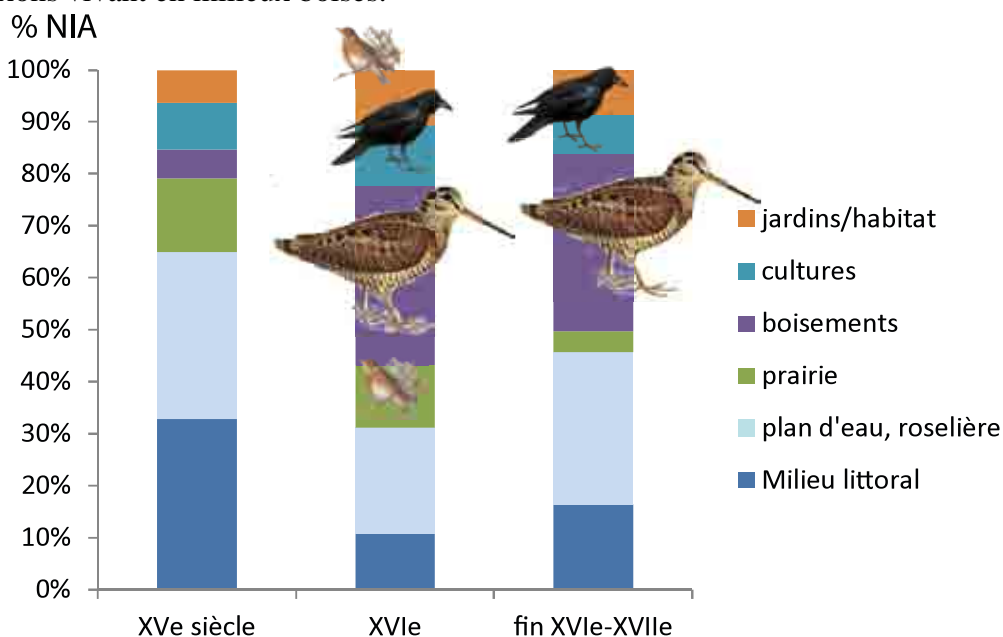 % NIA
100%
90%
80%
70%
60%
50%
40%
30%
20%
10%
0%
XVe siècle
XVIe
fin XVIe-XVIIe
jardins/habitat
cultures
boisements
prairie
plan d'eau, roselière
Milieu littoral